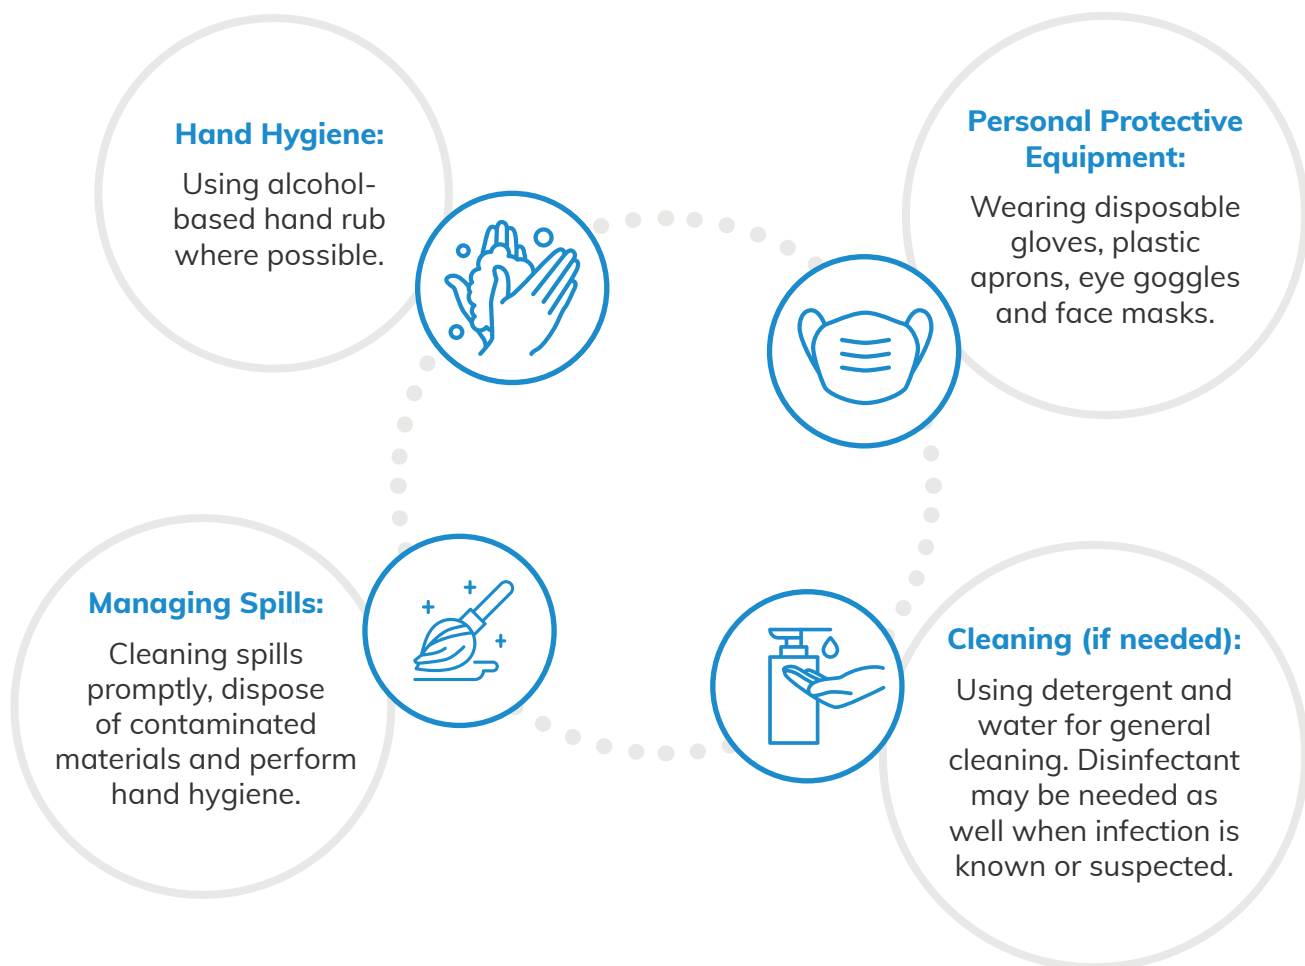 Hand Hygiene:
Using alcohol-
based hand rub
where possible.
Personal Protective
Equipment:
Wearing disposable
gloves, plastic
aprons, eye goggles
and face masks.
Managing Spills:
Cleaning spills
promptly, dispose
of contaminated
materials and perform
hand hygiene.
Cleaning (if needed):
Using detergent and
water for general
cleaning. Disinfectant
may be needed as
well when infection is
known or suspected.